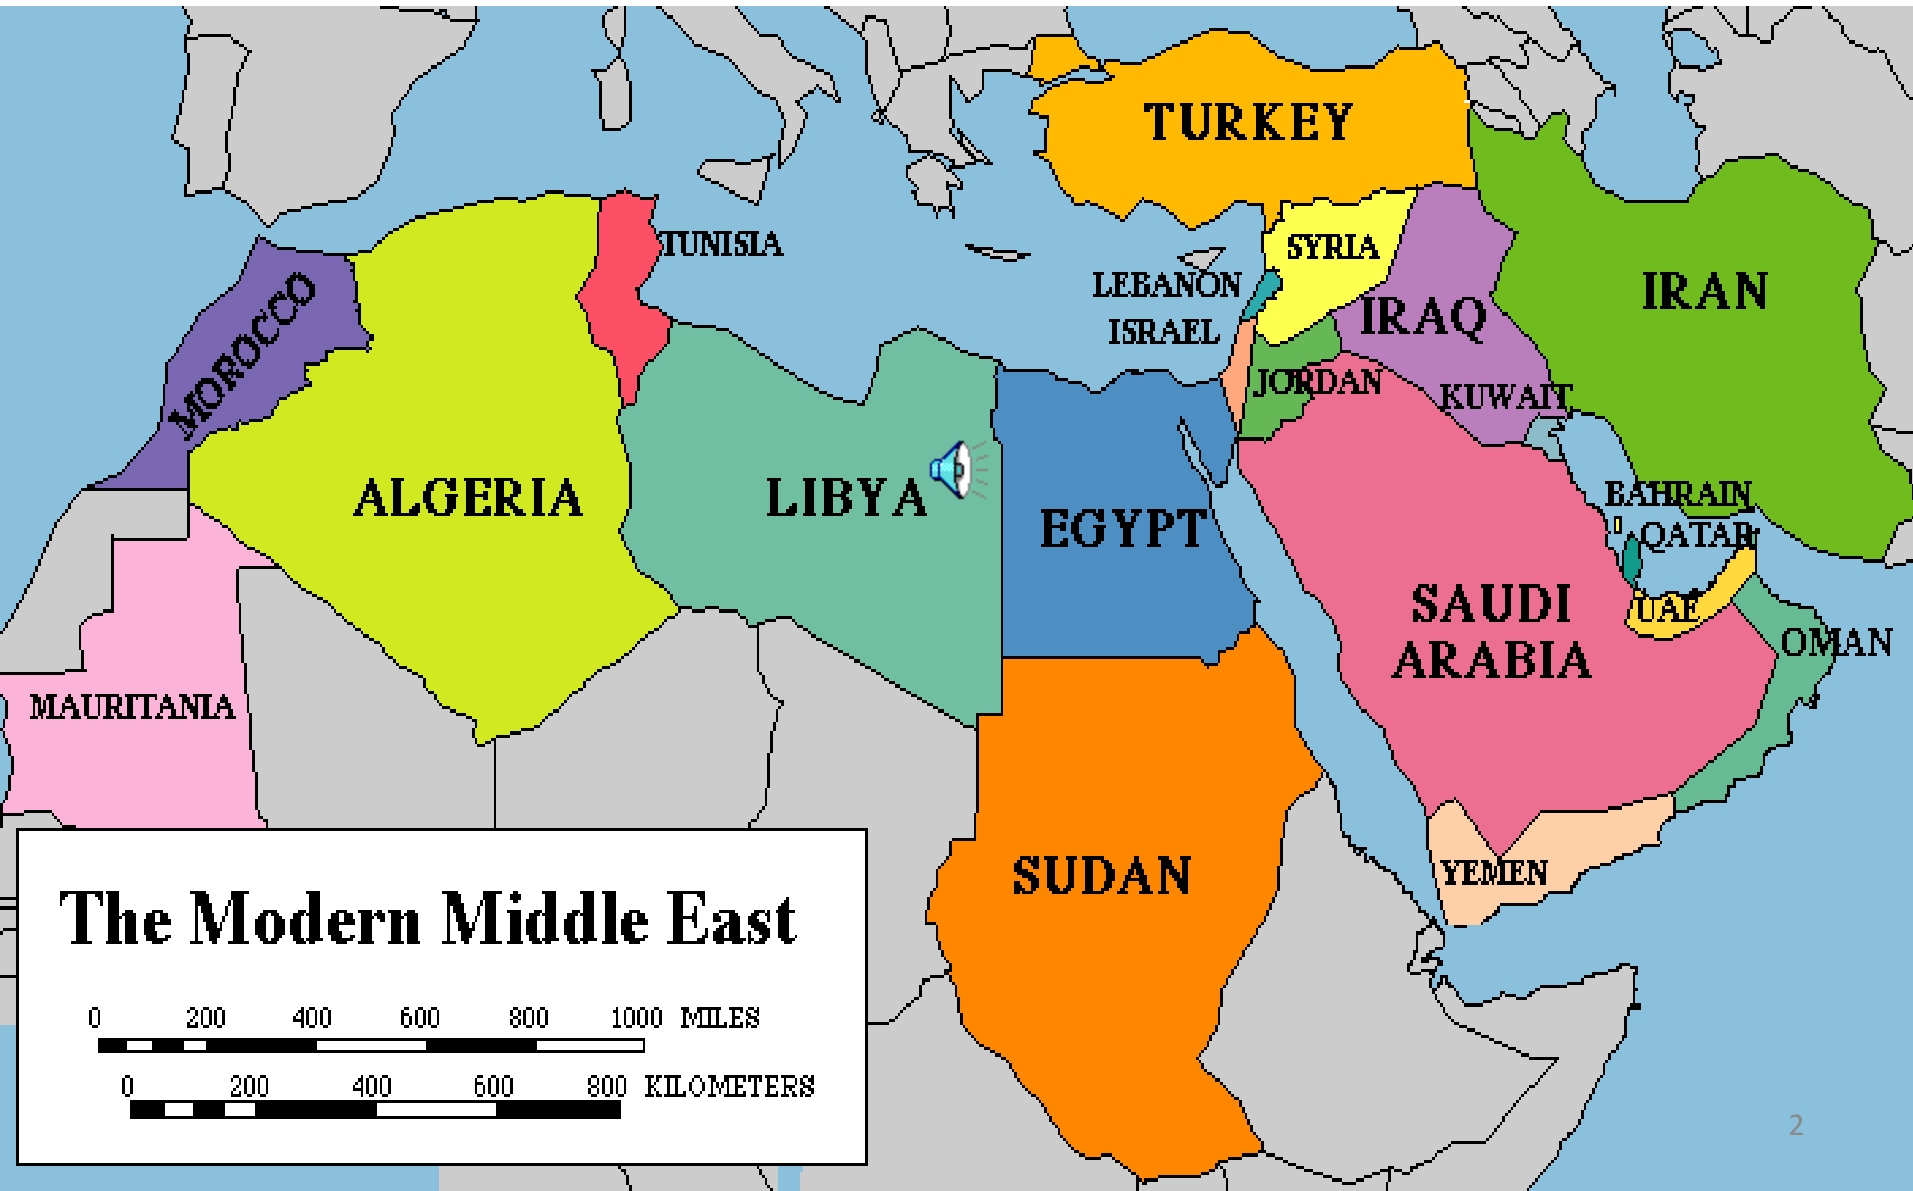 TURKEY
TUNISIA
SYRIA
LEBANON
IRAN
MOROCCO
IRAQ
ISRAEL
JORDAN
KUWAIT
ALGERIA
LIBYA
BAHRAIN
EGYPT
QATAR
SAUDI
ARABIA
UAE
OMAN
MAURITANIA
SUDAN
YEMEN
The Modern Middle East
0 200 400 600 800 1000 MILES
0 200 400 600 800 KILOMETERS
2